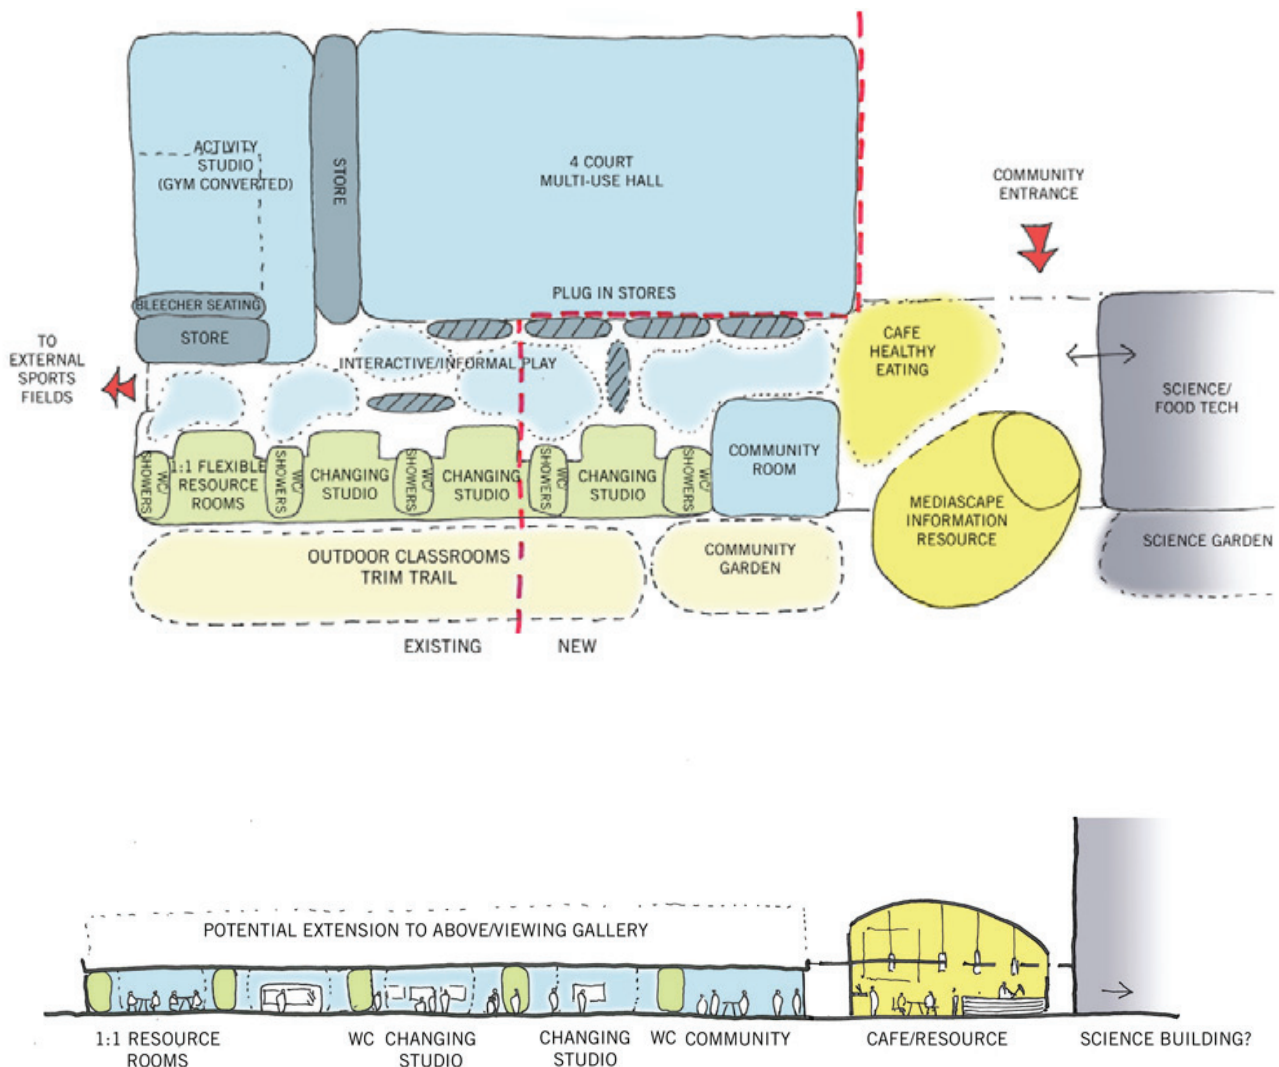 ACTIVITY
STUDIO
(GYM CONVERTED)
STORE
4 COURT
MULTI-USE HALL
COMMUNITY
ENTRANCE
BLEECHER SEATING
STORE
PLUG IN STORES
TO
EXTERNAL
SPORTS
FIELDS
INTERACTIVE/INFORMAL PLAY
CAFE
HEALTHY
EATING
SCIENCE/
FOOD TECH
WC/
SHOWERS
1:1 FLEXIBLE
RESOURCE
ROOMS
WC/
SHOWERS
CHANGING
STUDIO
WC/
SHOWERS
CHANGING
STUDIO
WC/
SHOWERS
CHANGING
STUDIO
WC/
SHOWERS
COMMUNITY
ROOM
MEDIASCAPE
INFORMATION
RESOURCE
SCIENCE GARDEN
OUTDOOR CLASSROOMS
TRIM TRAIL
COMMUNITY
GARDEN
EXISTING
NEW
POTENTIAL EXTENSION TO ABOVE/VIEWING GALLERY
1:1 RESOURCE
ROOMS
WC
CHANGING
STUDIO
CHANGING
STUDIO
WC
COMMUNITY
CAFE/RESOURCE
SCIENCE BUILDING?